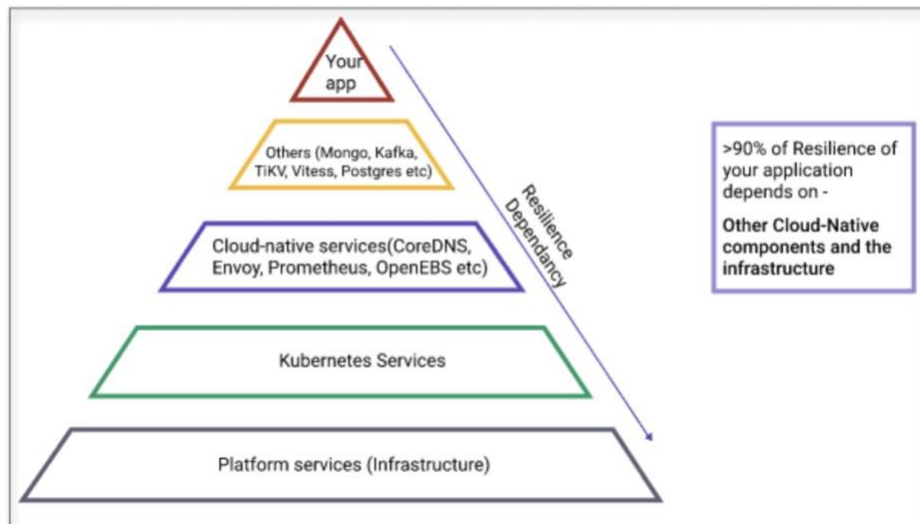 Your
app
Others (Mongo, Kafka,
TiKV, Vitess, Postgres etc)
Cloud-native services(CoreDNS,
Envoy, Prometheus, OpenEBS etc)
Kubernetes Services
Platform services (Infrastructure)
Resilience
Dependancy
>90% of Resilience of
your application
depends on -
Other Cloud-Native
components and the
infrastructure